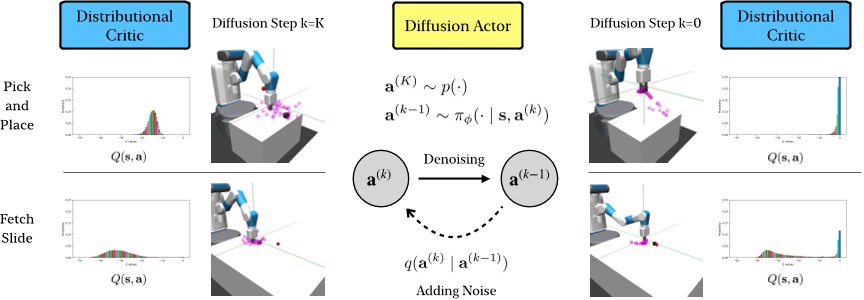 Distributional
Critic
Diffusion Step k=K
Diffusion Actor
Diffusion Step k=0
Distributional
Critic
Pick
and
Place
Q(s, a)
a^(K) ∼ p(·)
a^(k−1) ∼ π_ϕ(· | s, a^(k))
Q(s, a)
Denoising
a^(k)
a^(k−1)
Fetch
Slide
Q(s, a)
q(a^(k) | a^(k−1))
Adding Noise
Q(s, a)